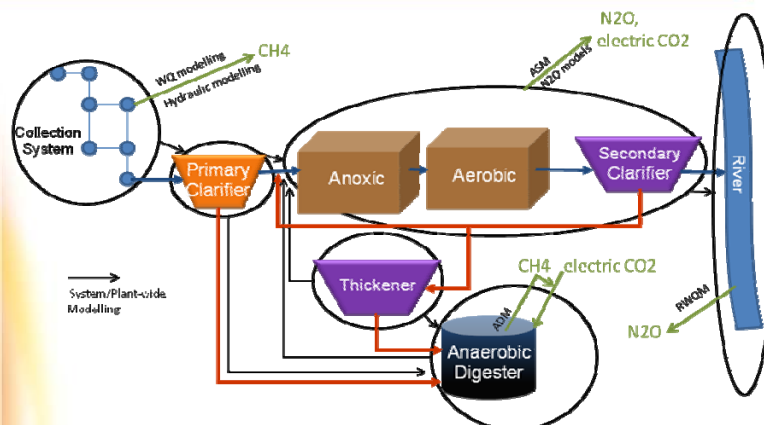 N2O,
electric CO2
CH4
WQ modelling
Hydraulic modelling
ASM
N2O models
Collection
System
Primary
Clarifier
Anoxic
Aerobic
Secondary
Clarifier
River
Thickener
CH4 electric CO2
System/Plant-wide
Modelling
ADM
RWQM
N2O
Anaerobic
Digester